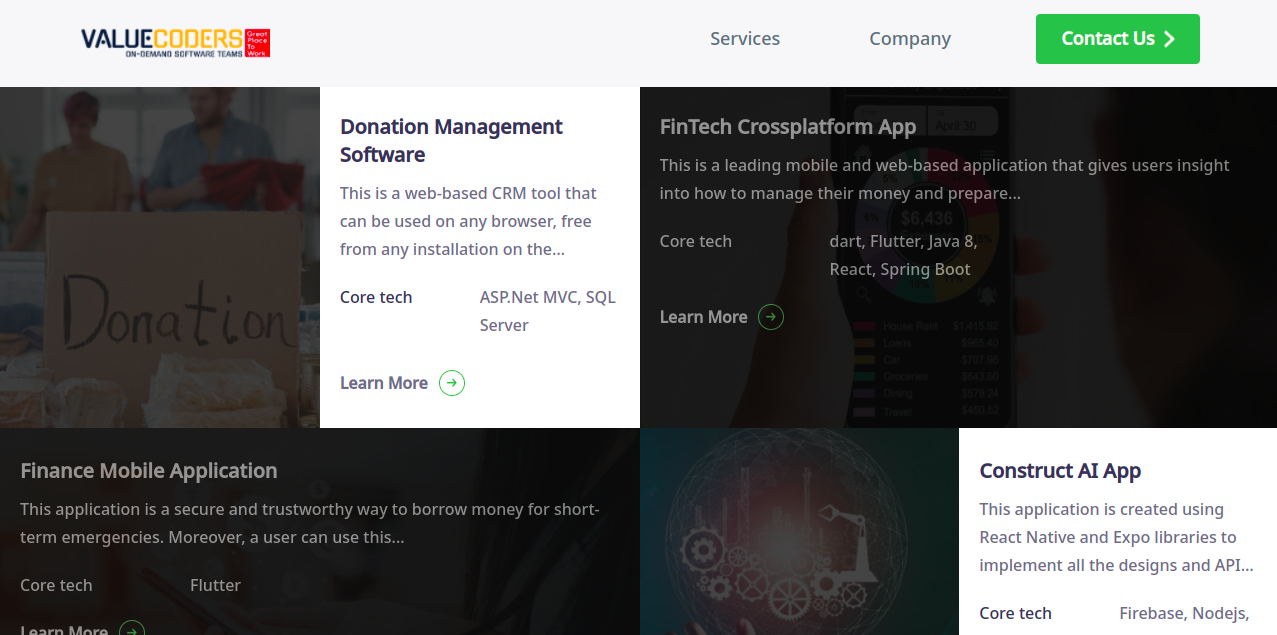 VALUECODERS
Great
Place
To
Work
ON-DEMAND SOFTWARE TEAMS
Services
Company
Contact Us
Donation
Donation Management
Software
This is a web-based CRM tool that
can be used on any browser, free
from any installation on the...
Core tech
ASP.Net MVC, SQL
Server
Learn More
FinTech Crossplatform App
April 30
This is a leading mobile and web-based application that gives users insight
into how to manage their money and prepare...
6%
$6,436
Core tech
dart, Flutter, Java 8,
React, Spring Boot
10%
Learn More
House Rent $1,415.92
Loans $965.40
Car $707.96
Groceries $643.60
Dining $579.24
Travel $450.52
Finance Mobile Application
This application is a secure and trustworthy way to borrow money for short-
term emergencies. Moreover, a user can use this...
Core tech
Flutter
Learn More
Construct AI App
This application is created using
React Native and Expo libraries to
implement all the designs and API...
Core tech
Firebase, Nodejs,